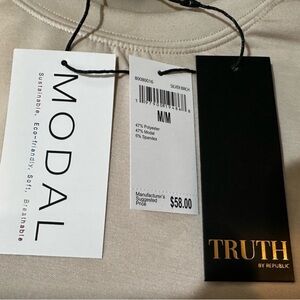 MODAL
Sustainable, Eco-friendly, Soft, Breathable
SILVER BIRCH
M/M
47% Polyester
47% Modal
6% Spandex
Manufacturer's
Suggested
Price
$58.00
TRUTH
BY REPUBLIC